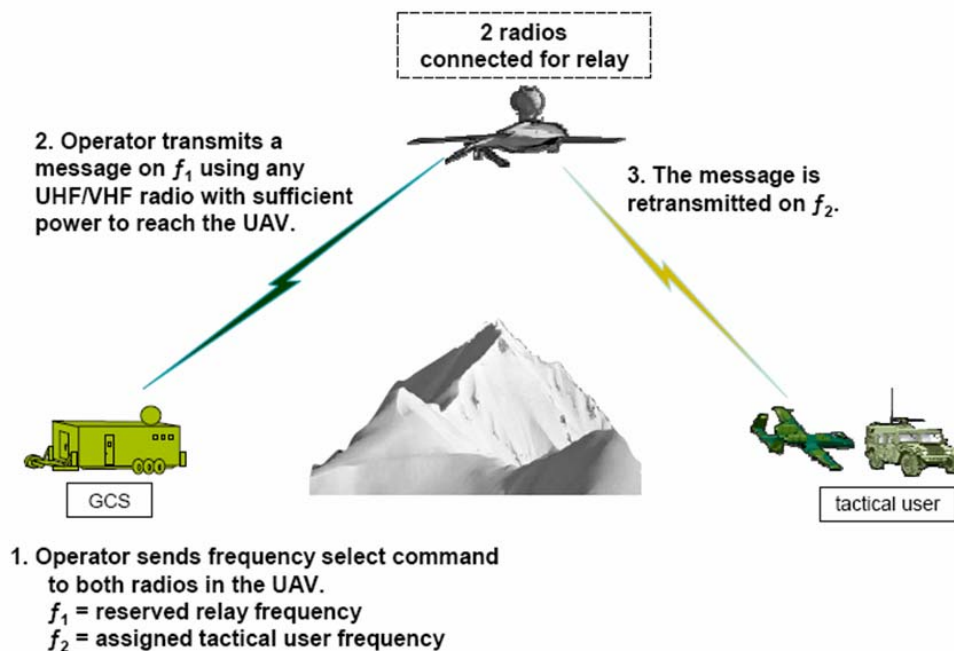 2 radios
connected for relay
2. Operator transmits a
message on f1 using any
UHF/VHF radio with sufficient
power to reach the UAV.
3. The message is
retransmitted on f2.
GCS
tactical user
1. Operator sends frequency select command
to both radios in the UAV.
f1 = reserved relay frequency
f2 = assigned tactical user frequency